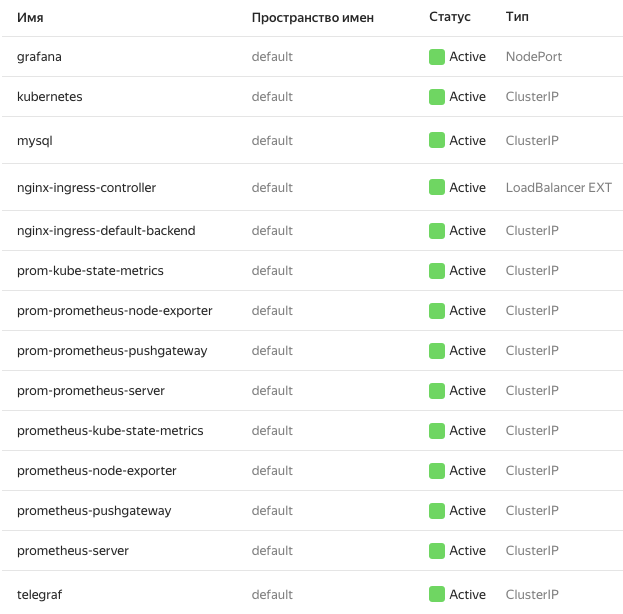 Имя Пространство имен Статус Тип
grafana default Active NodePort
kubernetes default Active ClusterIP
mysql default Active ClusterIP
nginx-ingress-controller default Active LoadBalancer EXT
nginx-ingress-default-backend default Active ClusterIP
prom-kube-state-metrics default Active ClusterIP
prom-prometheus-node-exporter default Active ClusterIP
prom-prometheus-pushgateway default Active ClusterIP
prom-prometheus-server default Active ClusterIP
prometheus-kube-state-metrics default Active ClusterIP
prometheus-node-exporter default Active ClusterIP
prometheus-pushgateway default Active ClusterIP
prometheus-server default Active ClusterIP
telegraf default Active ClusterIP